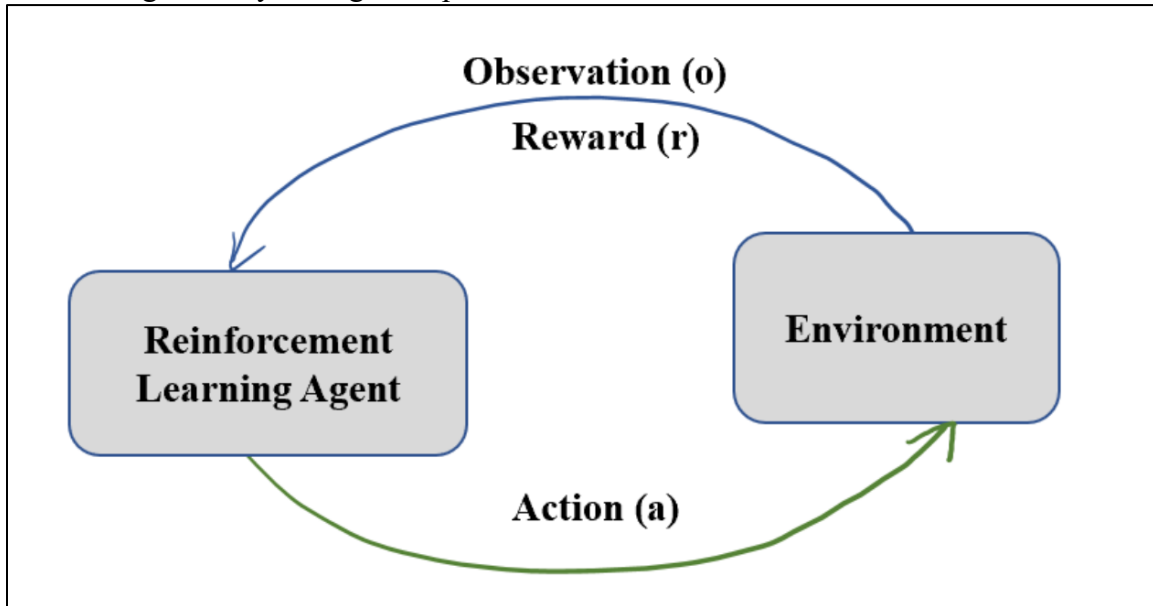 Observation (o)
Reward (r)
Reinforcement
Learning Agent
Environment
Action (a)